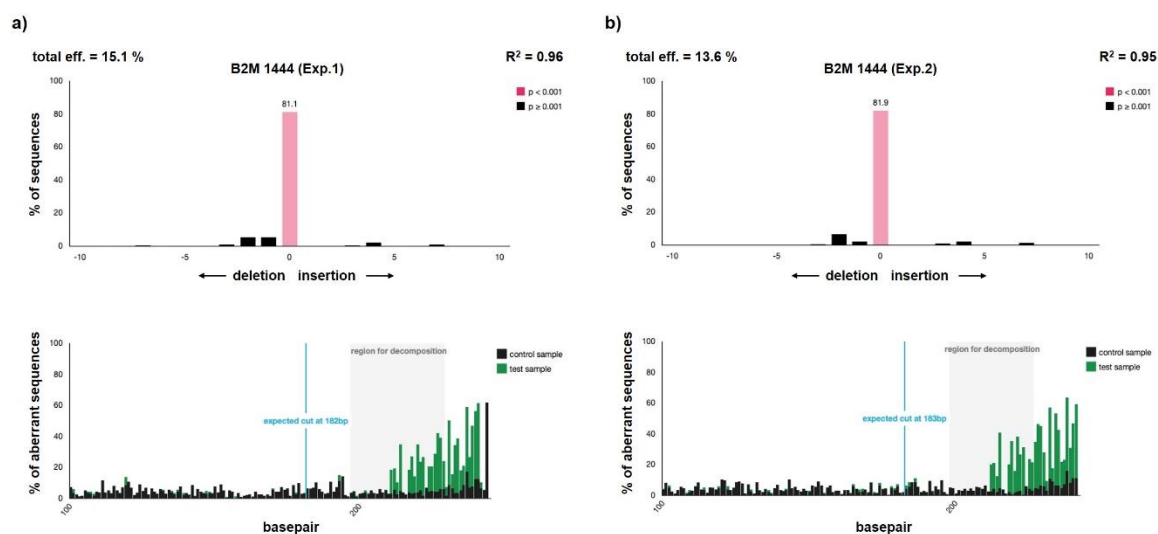 a)
total eff. = 15.1 %
R² = 0.96
B2M 1444 (Exp.1)
% of sequences
100
80
60
40
20
0
81.1
p < 0.001
p ≥ 0.001
-10
-5
0
5
10
deletion insertion
% of aberrant sequences
100
80
60
40
20
0
region for decomposition
control sample
test sample
expected cut at 182bp
100
200
basepair
b)
total eff. = 13.6 %
R² = 0.95
B2M 1444 (Exp.2)
% of sequences
100
80
60
40
20
0
81.9
p < 0.001
p ≥ 0.001
-10
-5
0
5
10
deletion insertion
% of aberrant sequences
100
80
60
40
20
0
region for decomposition
control sample
test sample
expected cut at 183bp
100
200
basepair